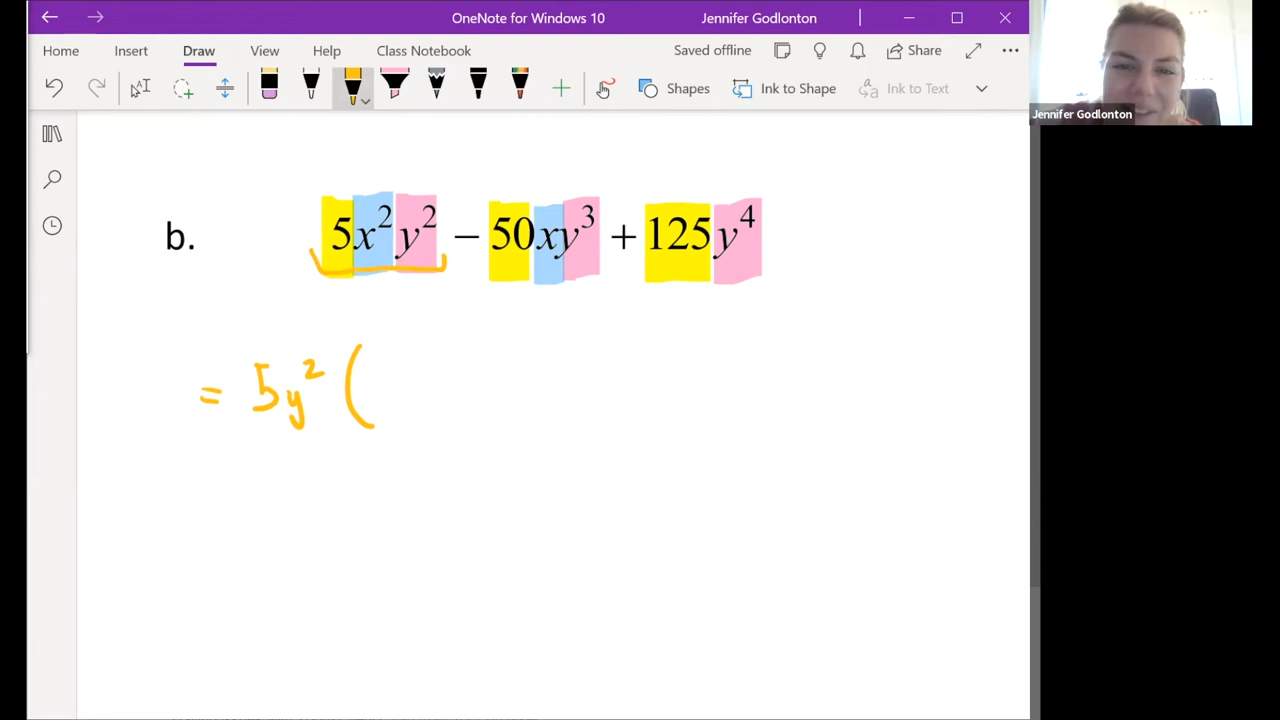 OneNote for Windows 10
Jennifer Godlonton
Home Insert Draw View Help Class Notebook
Saved offline
Share
Shapes
Ink to Shape
Ink to Text
Jennifer Godlonton
b. 5x²y² − 50xy³ + 125y⁴
= 5y² (